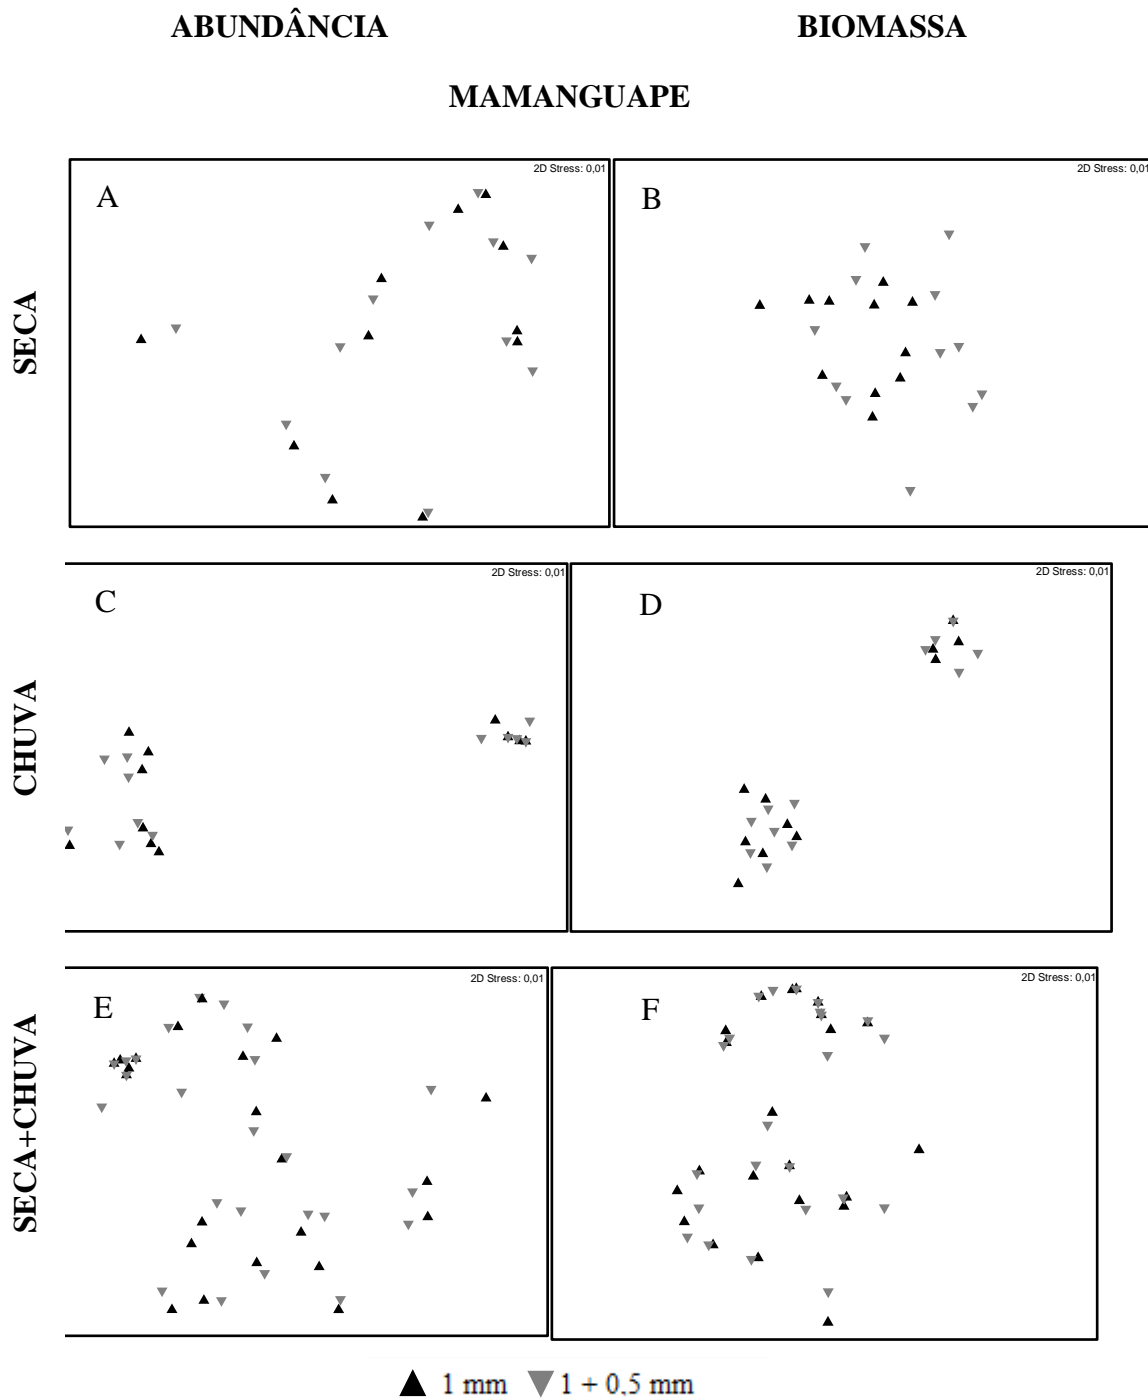 ABUNDÂNCIA BIOMASSA
MAMANGUAPE
SECA
A 2D Stress: 0,01
B 2D Stress: 0,01
CHUVA
C 2D Stress: 0,01
D 2D Stress: 0,01
SECA+CHUVA
E 2D Stress: 0,01
F 2D Stress: 0,01
1 mm 1 + 0,5 mm